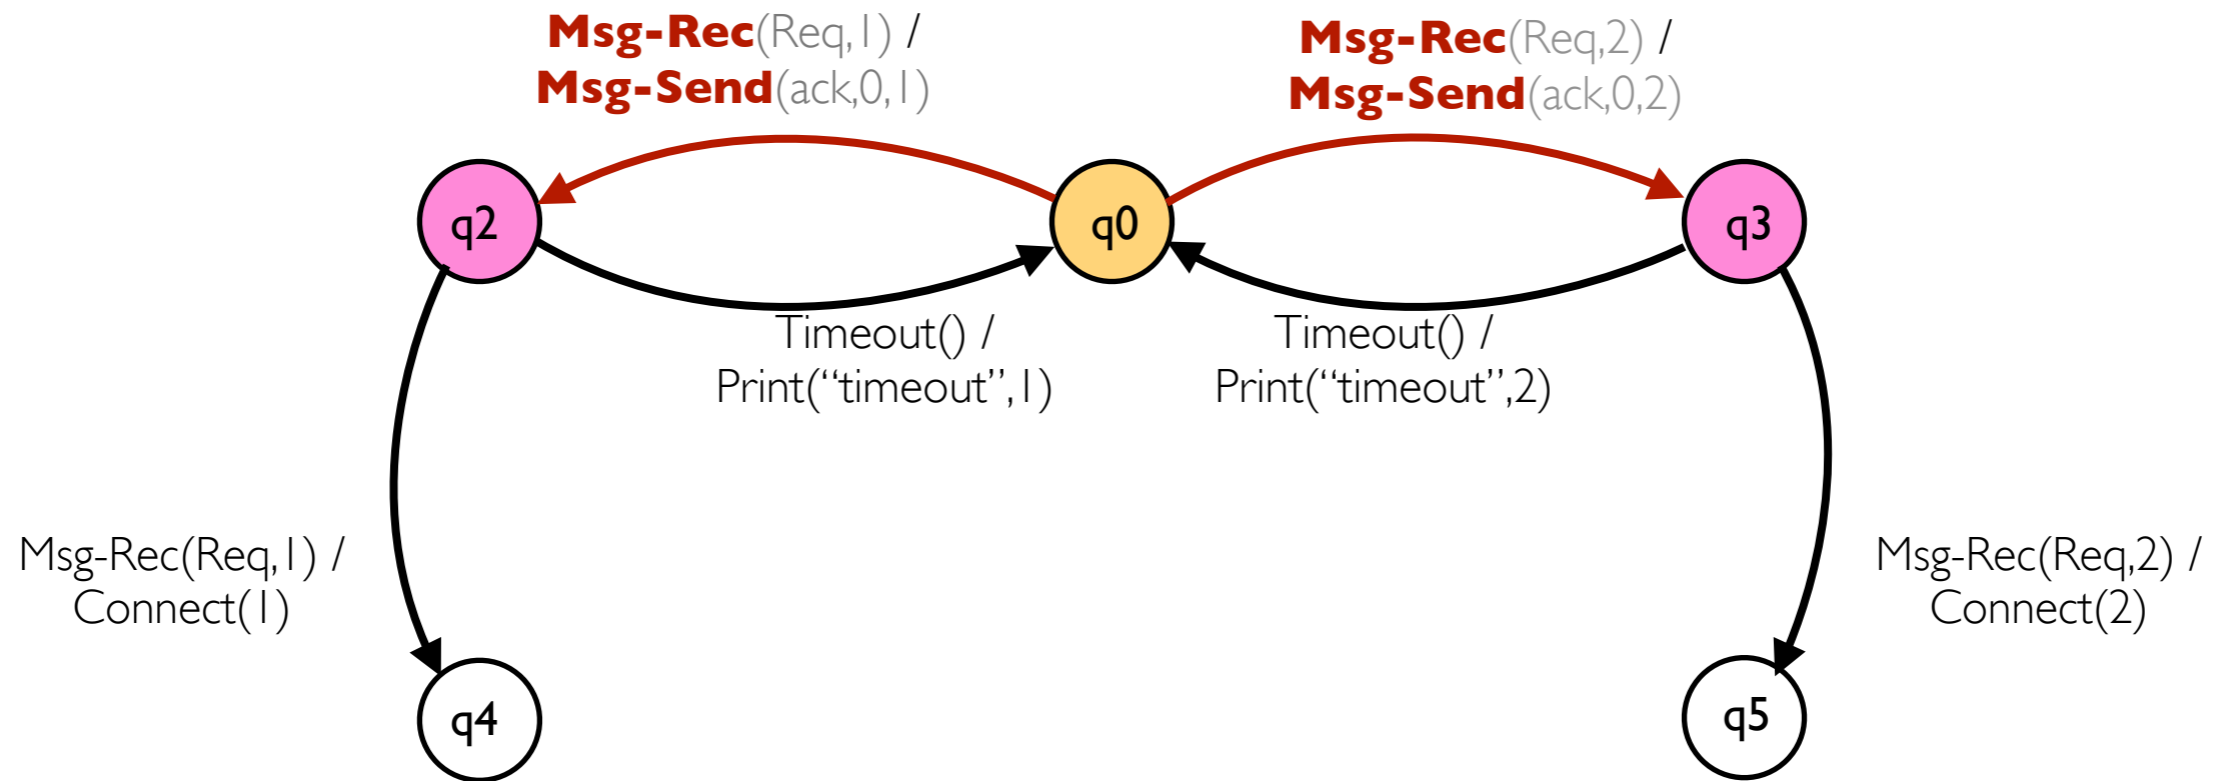 Msg-Rec(Req,1) /
Msg-Send(ack,0,1)
Msg-Rec(Req,2) /
Msg-Send(ack,0,2)
q2
q0
q3
Timeout() /
Print(“timeout”,1)
Timeout() /
Print(“timeout”,2)
Msg-Rec(Req,1) /
Connect(1)
Msg-Rec(Req,2) /
Connect(2)
q4
q5